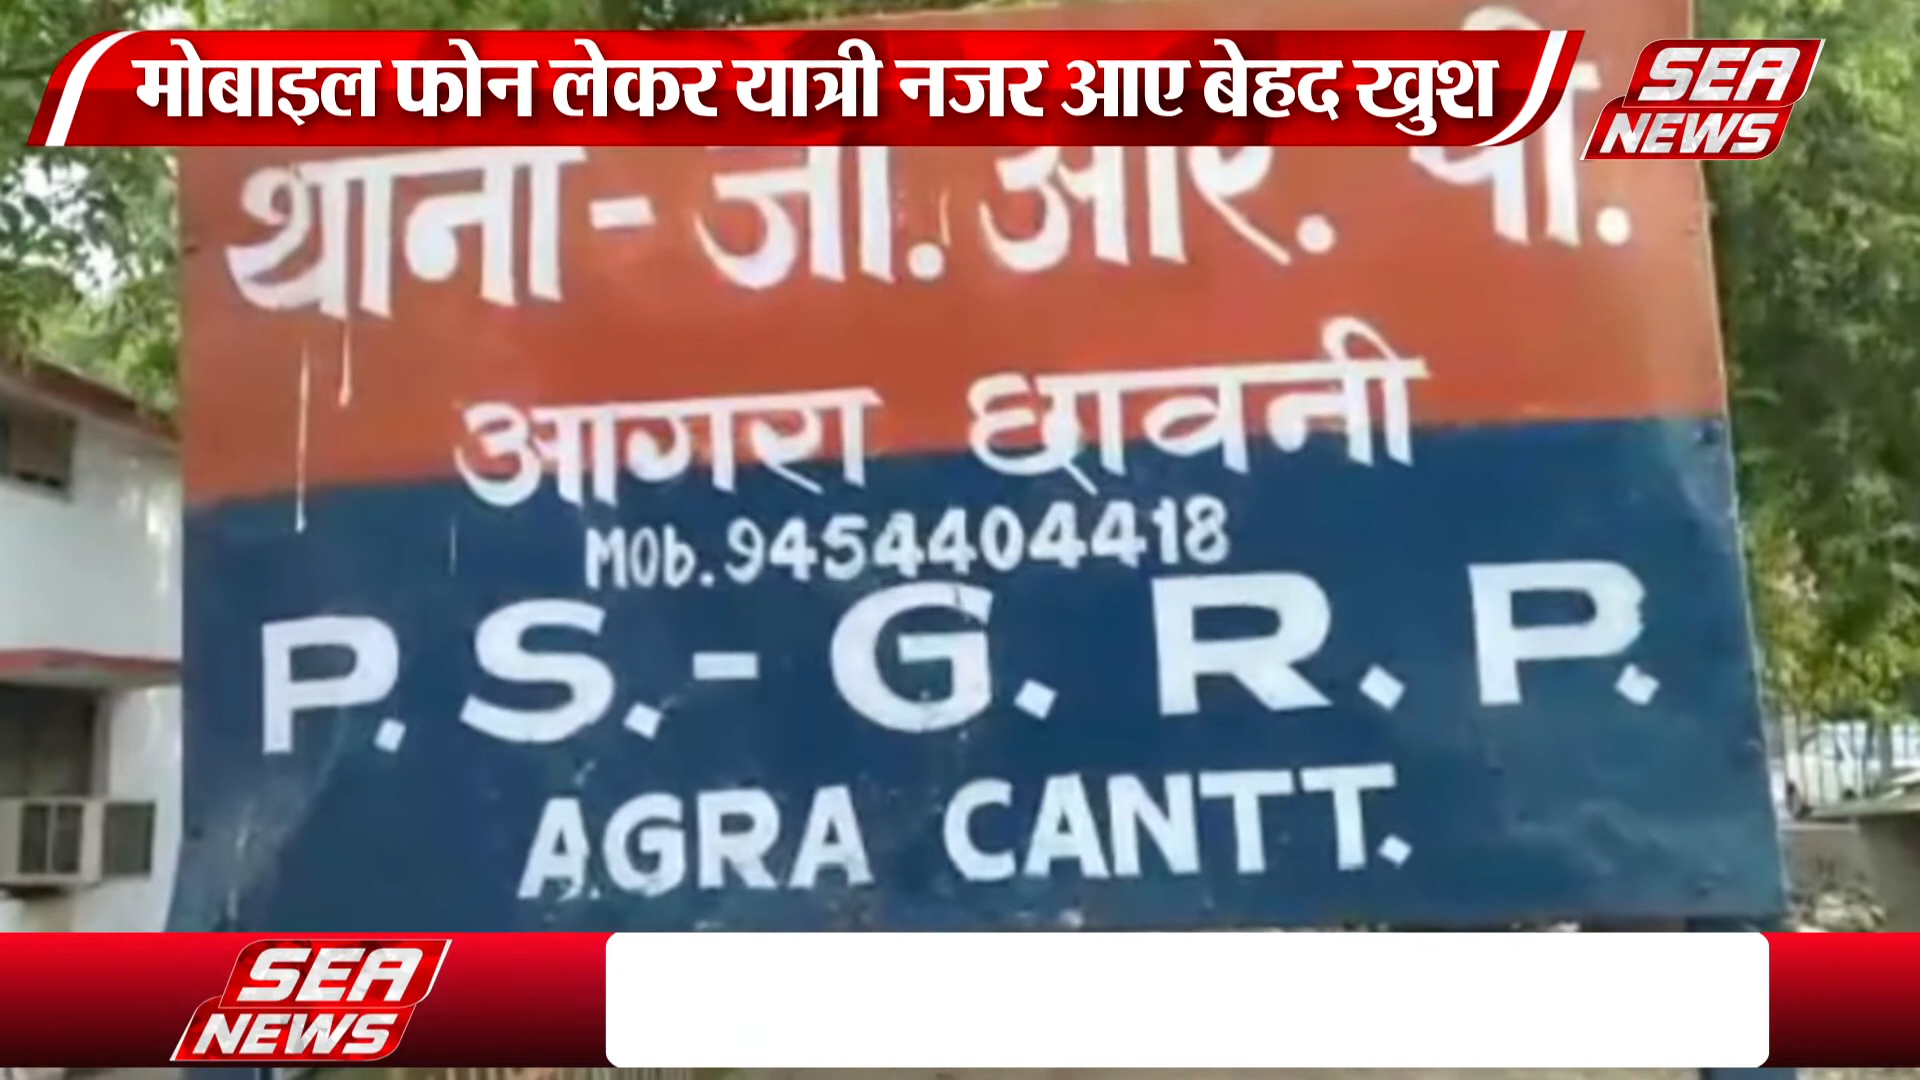 मोबाइल फोन लेकर यात्री नजर आए बेहद खुश
SEA
NEWS
थाना - जी. आर. पी.
आगरा छावनी
MOb. 9454404418
P. S. - G. R. P.
AGRA CANTT.
SEA
NEWS